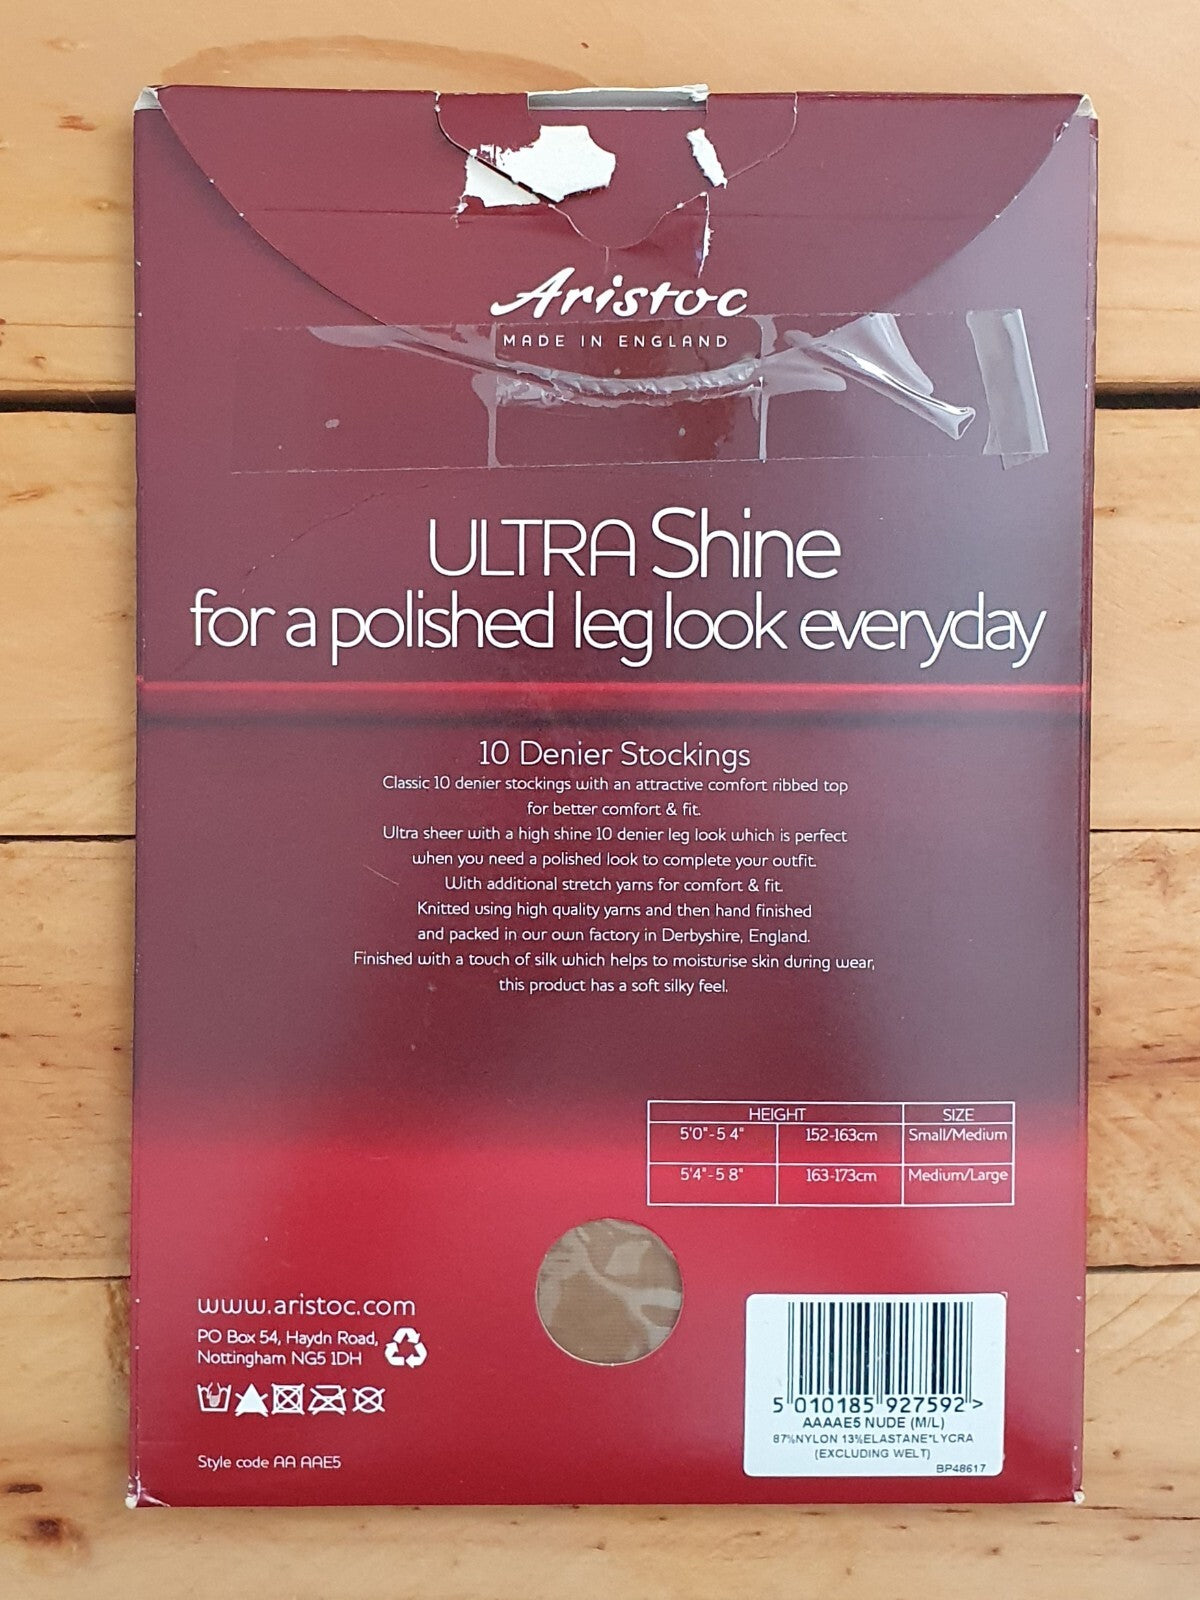 Aristoc
MADE IN ENGLAND
ULTRA Shine
for a polished leg look everyday
10 Denier Stockings
Classic 10 denier stockings with an attractive comfort ribbed top
for better comfort & fit.
Ultra sheer with a high shine 10 denier leg look which is perfect
when you need a polished look to complete your outfit.
With additional stretch yarns for comfort & fit.
Knitted using high quality yarns and then hand finished
and packed in our own factory in Derbyshire, England.
Finished with a touch of silk which helps to moisturise skin during wear,
this product has a soft silky feel.
HEIGHT SIZE
5'0"-5 4" 152-163cm Small/Medium
5'4"-5 8" 163-173cm Medium/Large
www.aristoc.com
PO Box 54, Haydn Road,
Nottingham NG5 1DH
Style code AA AAE5
5 010185 927592 >
AAAAE5 NUDE (M/L)
87%NYLON 13%ELASTANE*LYCRA
(EXCLUDING WELT)
BP48617